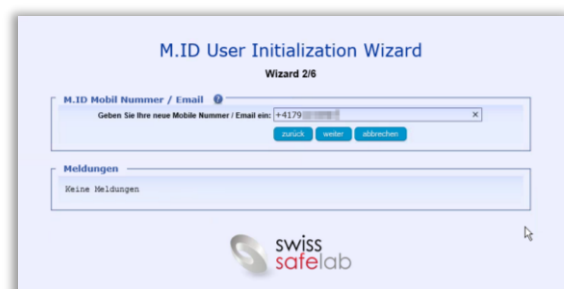 M.ID User Initialization Wizard
Wizard 2/6
M.ID Mobil Nummer / Email ?
Geben Sie Ihre neue Mobile Nummer / Email ein: +4179 ×
zurück weiter abbrechen
Meldungen
Keine Meldungen
swiss
safelab